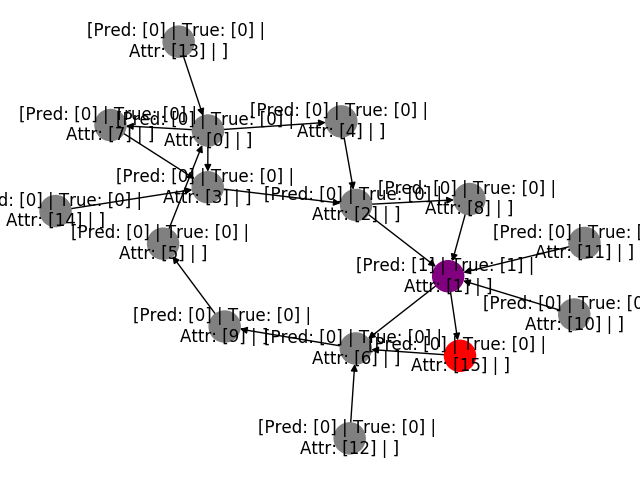 [Pred: [0] | True: [0] |
Attr: [13] | ]
[Pred: [0] | True: [0] |
Attr: [7] | ]
[Pred: [0] | True: [0] |
Attr: [0] | ]
[Pred: [0] | True: [0] |
Attr: [4] | ]
[Pred: [0] | True: [0] |
Attr: [3] | ]
[Pred: [0] | True: [0] |
Attr: [2] | ]
[Pred: [0] | True: [0] |
Attr: [8] | ]
d: [0] | True: [0] |
Attr: [14] | ]
[Pred: [0] | True: [0] |
Attr: [5] | ]
[Pred: [0] | True: [
Attr: [11] | ]
[Pred: [1] | True: [1] |
Attr: [1] | ]
[Pred: [0] | True: [0
Attr: [10] | ]
[Pred: [0] | True: [0] |
Attr: [9] | ]
[Pred: [0] | True: [0] |
Attr: [6] | ]
[Pred: [0] | True: [0] |
Attr: [15] | ]
[Pred: [0] | True: [0] |
Attr: [12] | ]